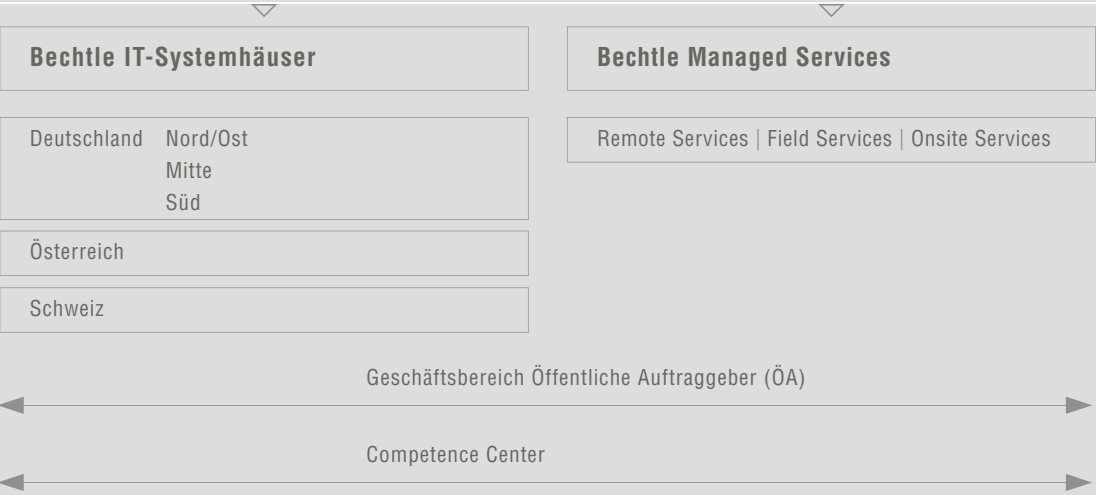 Bechtle IT-Systemhäuser
Deutschland Nord/Ost
Mitte
Süd
Österreich
Schweiz
Bechtle Managed Services
Remote Services | Field Services | Onsite Services
Geschäftsbereich Öffentliche Auftraggeber (ÖA)
Competence Center